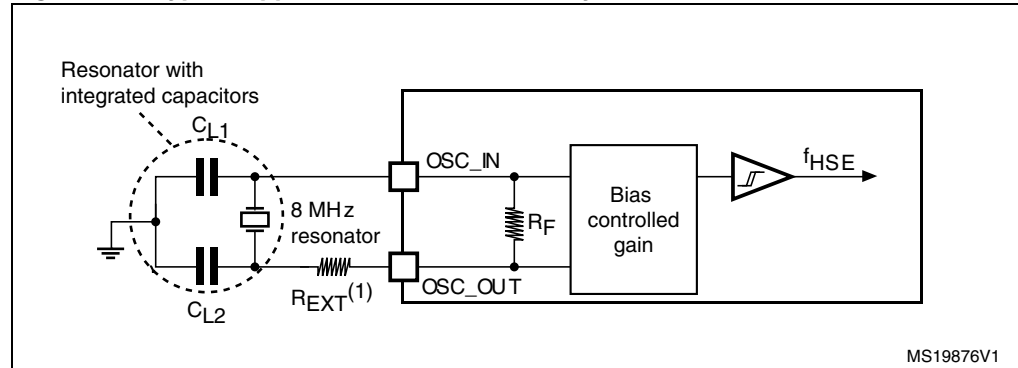 Resonator with
integrated capacitors
CL1
OSC_IN
fHSE
8 MHz
resonator
RF
Bias
controlled
gain
REXT(1)
OSC_OUT
CL2
MS19876V1